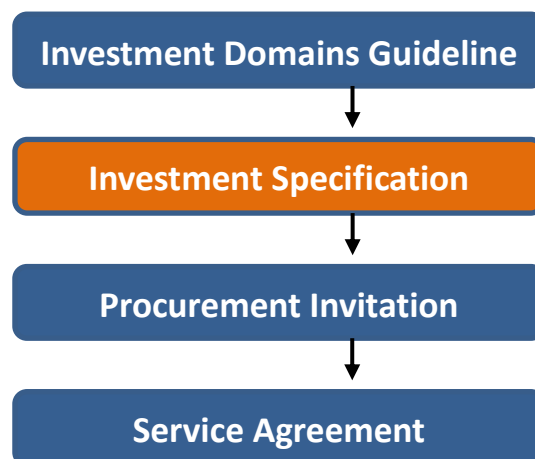 Investment Domains Guideline
Investment Specification
Procurement Invitation
Service Agreement